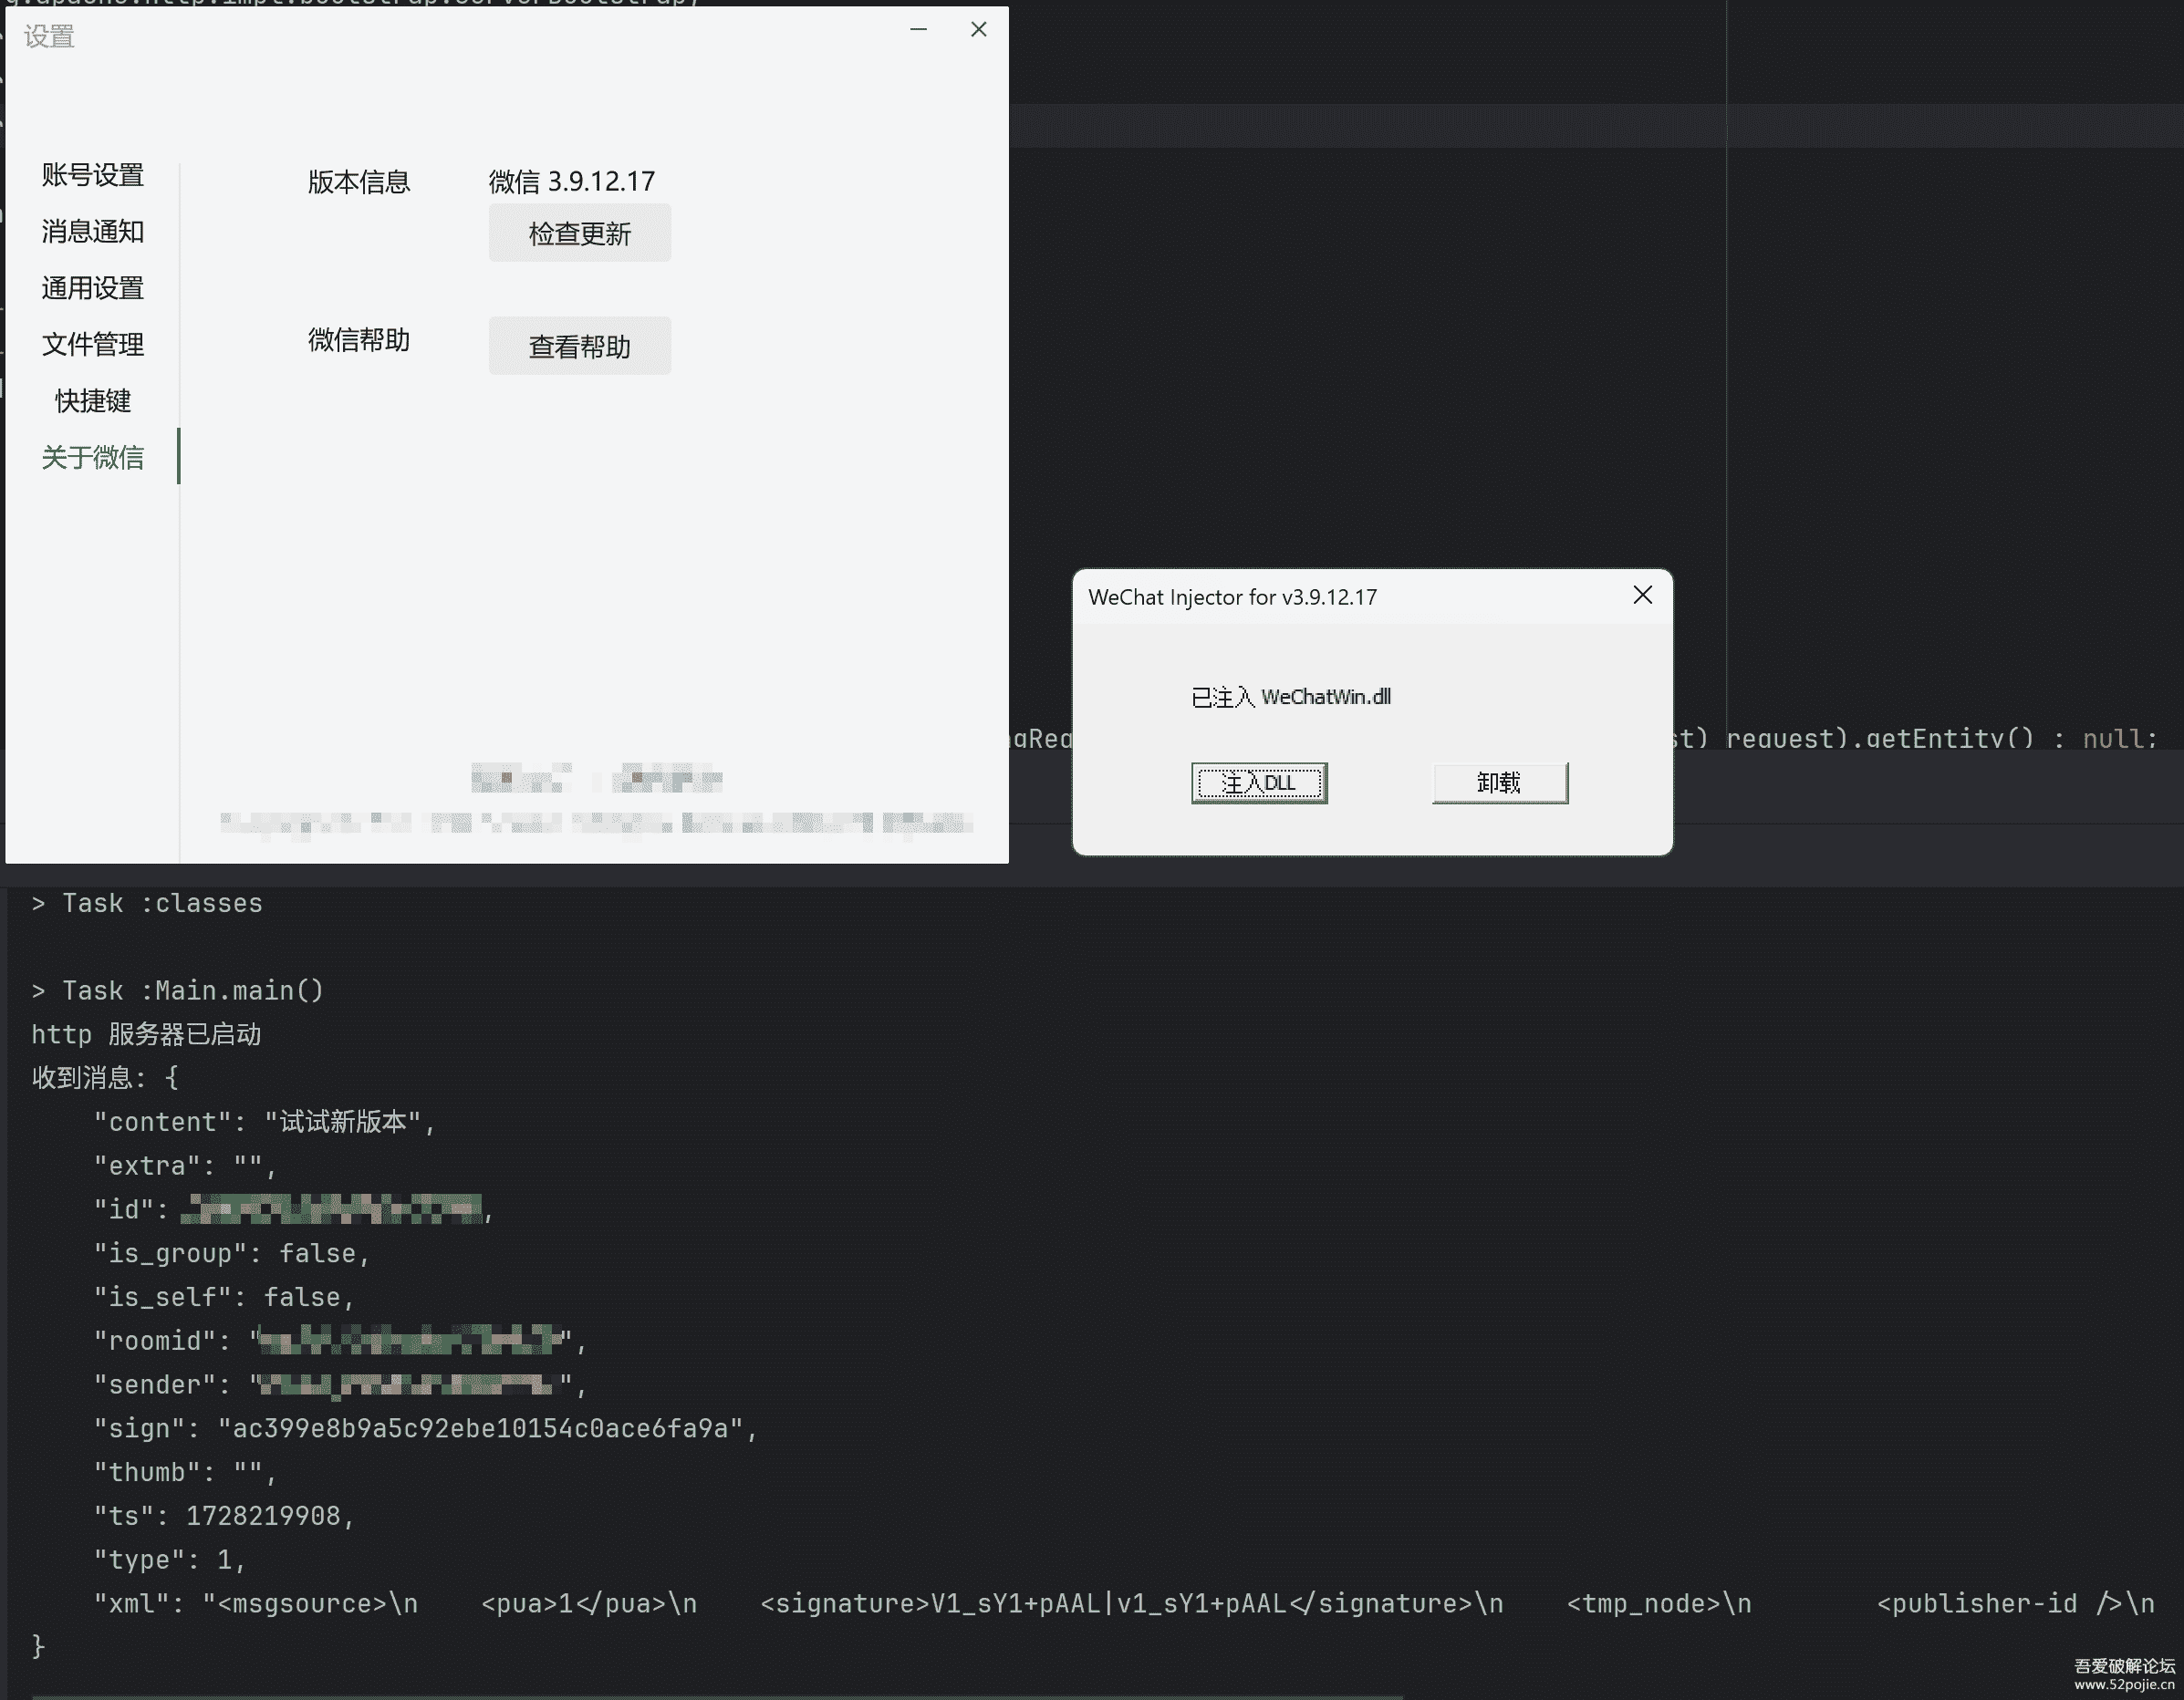 设置
账号设置
消息通知
通用设置
文件管理
快捷键
关于微信
版本信息
微信 3.9.12.17
检查更新
微信帮助
查看帮助
WeChat Injector for v3.9.12.17
已注入 WeChatWin.dll
注入DLL
卸载
request).getEntity() : null;
> Task :classes
> Task :Main.main()
http 服务器已启动
收到消息: {
"content": "试试新版本",
"extra": "",
"id": ,
"is_group": false,
"is_self": false,
"roomid": "",
"sender": "",
"sign": "ac399e8b9a5c92ebe10154c0ace6fa9a",
"thumb": "",
"ts": 1728219908,
"type": 1,
"xml": "<msgsource>\n    <pua>1</pua>\n    <signature>V1_sY1+pAAL|v1_sY1+pAAL</signature>\n    <tmp_node>\n        <publisher-id />\n
}
吾爱破解论坛
www.52pojie.cn